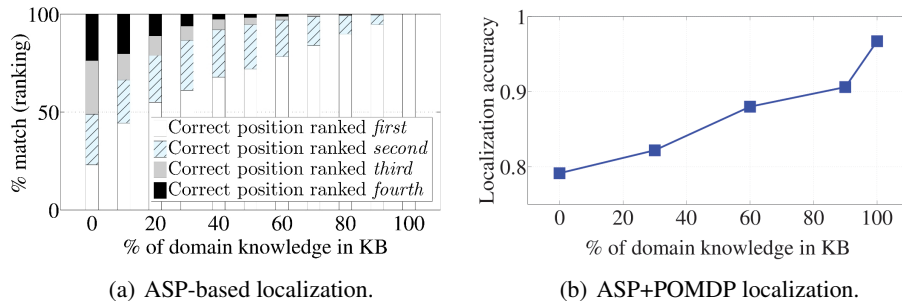 100
50
0
% match (ranking)
Correct position ranked first
Correct position ranked second
Correct position ranked third
Correct position ranked fourth
0 20 40 60 80 100
% of domain knowledge in KB
(a) ASP-based localization.
1
0.9
0.8
Localization accuracy
0 20 40 60 80 100
% of domain knowledge in KB
(b) ASP+POMDP localization.